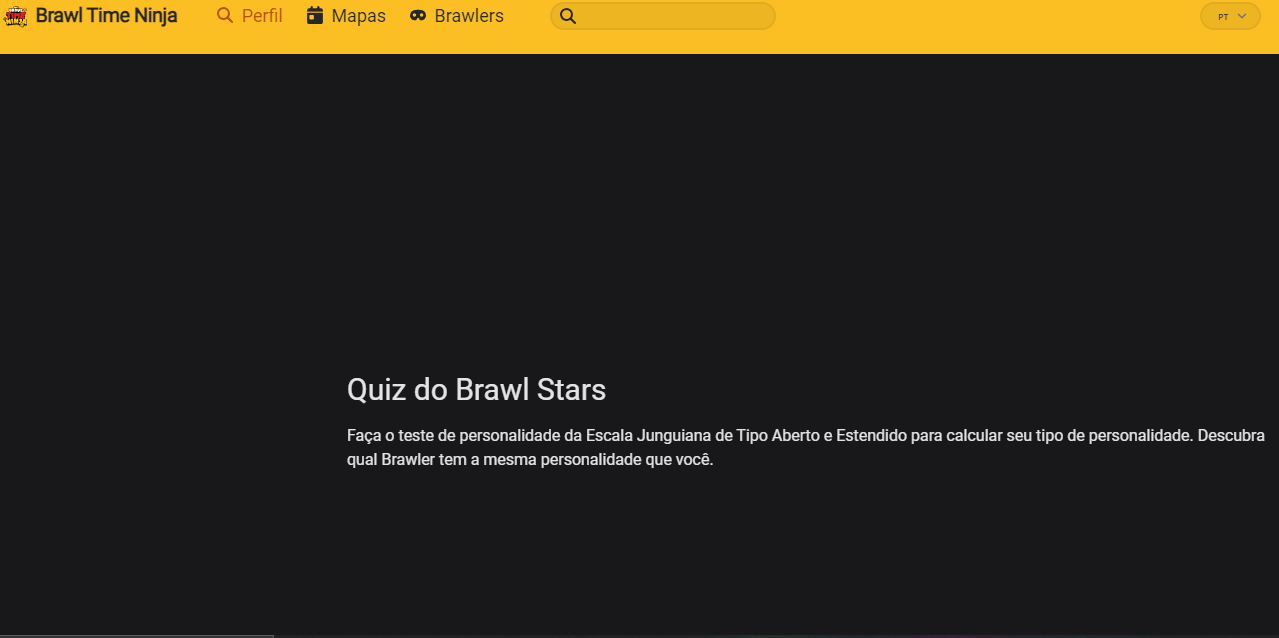 Brawl Time Ninja Perfil Mapas Brawlers PT
Quiz do Brawl Stars
Faça o teste de personalidade da Escala Junguiana de Tipo Aberto e Estendido para calcular seu tipo de personalidade. Descubra
qual Brawler tem a mesma personalidade que você.